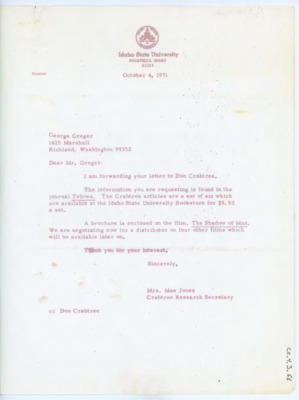 Idaho State University
POCATELLO, IDAHO
83201
October 4, 1971
George Greger
1425 Marshall
Richland, Washington 99352
Dear Mr. Greger:
I am forwarding your letter to Don Crabtree.
The information you are requesting is found in the
journal Tebiwa. The Crabtree articles are a set of six which
are available at the Idaho State University Bookstore for
a set.
A brochure is enclosed on the film, The Shadow of Man.
We are negotiating now for a distributor on four other films which
will be available later on.
Thank you for your interest.
Sincerely,
Mrs. Mae Jones
Crabtree Research Secretary
cc Don Crabtree